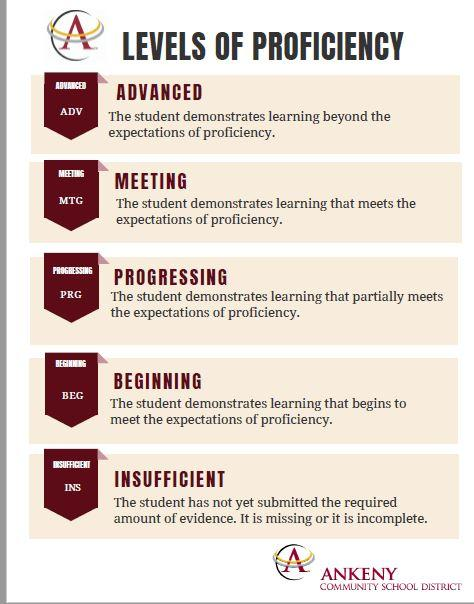 A
LEVELS OF PROFICIENCY
ADVANCED
ADV
ADVANCED
The student demonstrates learning beyond the
expectations of proficiency.
MEETING
MTG
MEETING
The student demonstrates learning that meets the
expectations of proficiency.
PROGRESSING
PRG
PROGRESSING
The student demonstrates learning that partially meets
the expectations of proficiency.
BEGINNING
BEG
BEGINNING
The student demonstrates learning that begins to
meet the expectations of proficiency.
INSUFFICIENT
INS
INSUFFICIENT
The student has not yet submitted the required
amount of evidence. It is missing or it is incomplete.
A
ANKENY
COMMUNITY SCHOOL DISTRICT